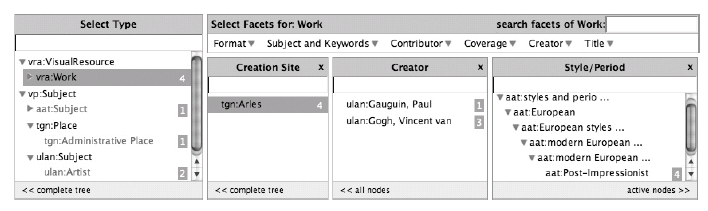 Select Type
vra:VisualResource
vra:Work 4
vp:Subject
aat:Subject 1
tgn:Place
tgn:Administrative Place 1
ulan:Subject
ulan:Artist 2
<< complete tree
Select Facets for: Work search facets of Work:
Format Subject and Keywords Contributor Coverage Creator Title
Creation Site x
tgn:Arles 4
<< complete tree
Creator x
ulan:Gauguin, Paul 1
ulan:Gogh, Vincent van 3
<< all nodes
Style/Period x
aat:styles and perio ...
aat:European
aat:European styles ...
aat:modern European ...
aat:modern European ...
aat:Post-Impressionist 4
active nodes >>